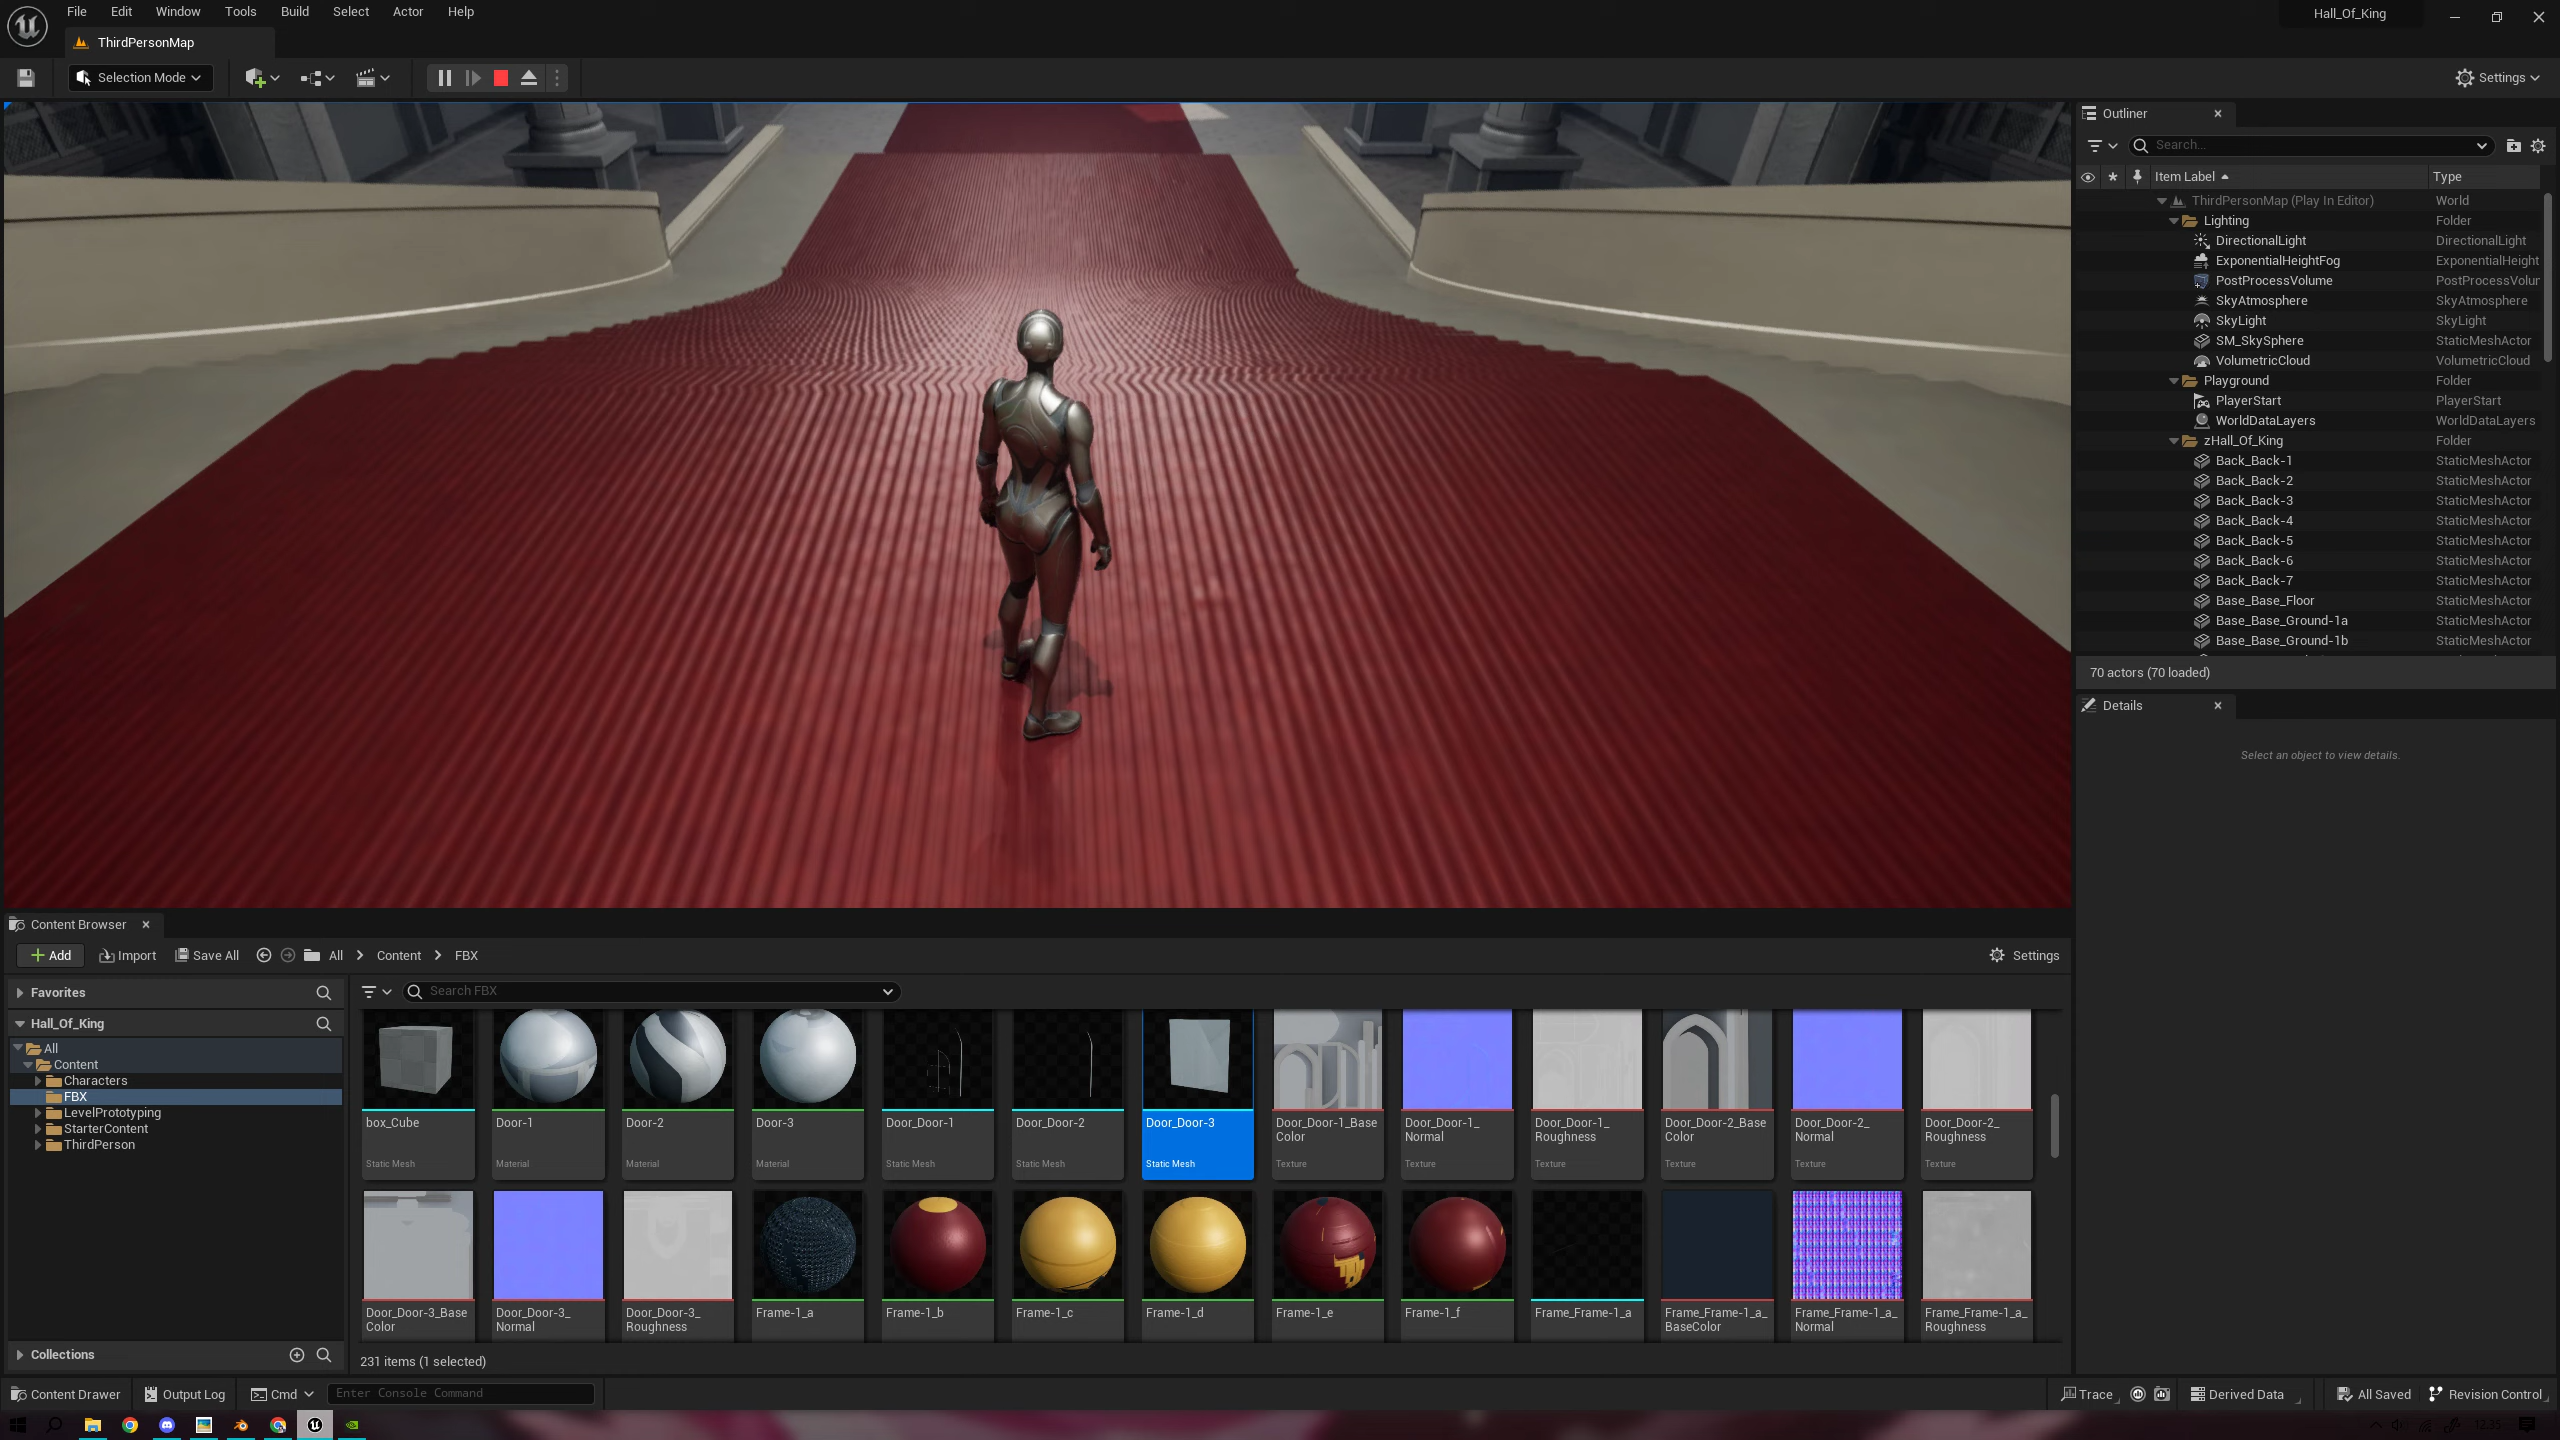 File Edit Window Tools Build Select Actor Help
Hall_Of_King
ThirdPersonMap
Selection Mode
Settings
Outliner
Search...
Item Label Type
ThirdPersonMap (Play In Editor) World
Lighting Folder
DirectionalLight DirectionalLight
ExponentialHeightFog ExponentialHeight
PostProcessVolume PostProcessVolur
SkyAtmosphere SkyAtmosphere
SkyLight SkyLight
SM_SkySphere StaticMeshActor
VolumetricCloud VolumetricCloud
Playground Folder
PlayerStart PlayerStart
WorldDataLayers WorldDataLayers
zHall_Of_King Folder
Back_Back-1 StaticMeshActor
Back_Back-2 StaticMeshActor
Back_Back-3 StaticMeshActor
Back_Back-4 StaticMeshActor
Back_Back-5 StaticMeshActor
Back_Back-6 StaticMeshActor
Back_Back-7 StaticMeshActor
Base_Base_Floor StaticMeshActor
Base_Base_Ground-1a StaticMeshActor
Base_Base_Ground-1b StaticMeshActor
70 actors (70 loaded)
Details
Select an object to view details.
Content Browser
Add Import Save All All Content FBX
Settings
Favorites
Hall_Of_King
All
Content
Characters
FBX
LevelPrototyping
StarterContent
ThirdPerson
Collections
Search FBX
box_Cube Door-1 Door-2 Door-3 Door_Door-1 Door_Door-2 Door_Door-3 Door_Door-1_Base Door_Door-1_ Door_Door-1_ Door_Door-2_Base Door_Door-2_ Door_Door-2_
Color Normal Roughness Color Normal Roughness
Static Mesh Material Material Material Static Mesh Static Mesh Static Mesh Texture Texture Texture Texture Texture Texture
Door_Door-3_Base Door_Door-3_ Door_Door-3_ Frame-1_a Frame-1_b Frame-1_c Frame-1_d Frame-1_e Frame-1_f Frame_Frame-1_a Frame_Frame-1_a_ Frame_Frame-1_a_ Frame_Frame-1_a_
Color Normal Roughness BaseColor Normal Roughness
231 items (1 selected)
Content Drawer Output Log Cmd Enter Console Command
Trace Derived Data All Saved Revision Control